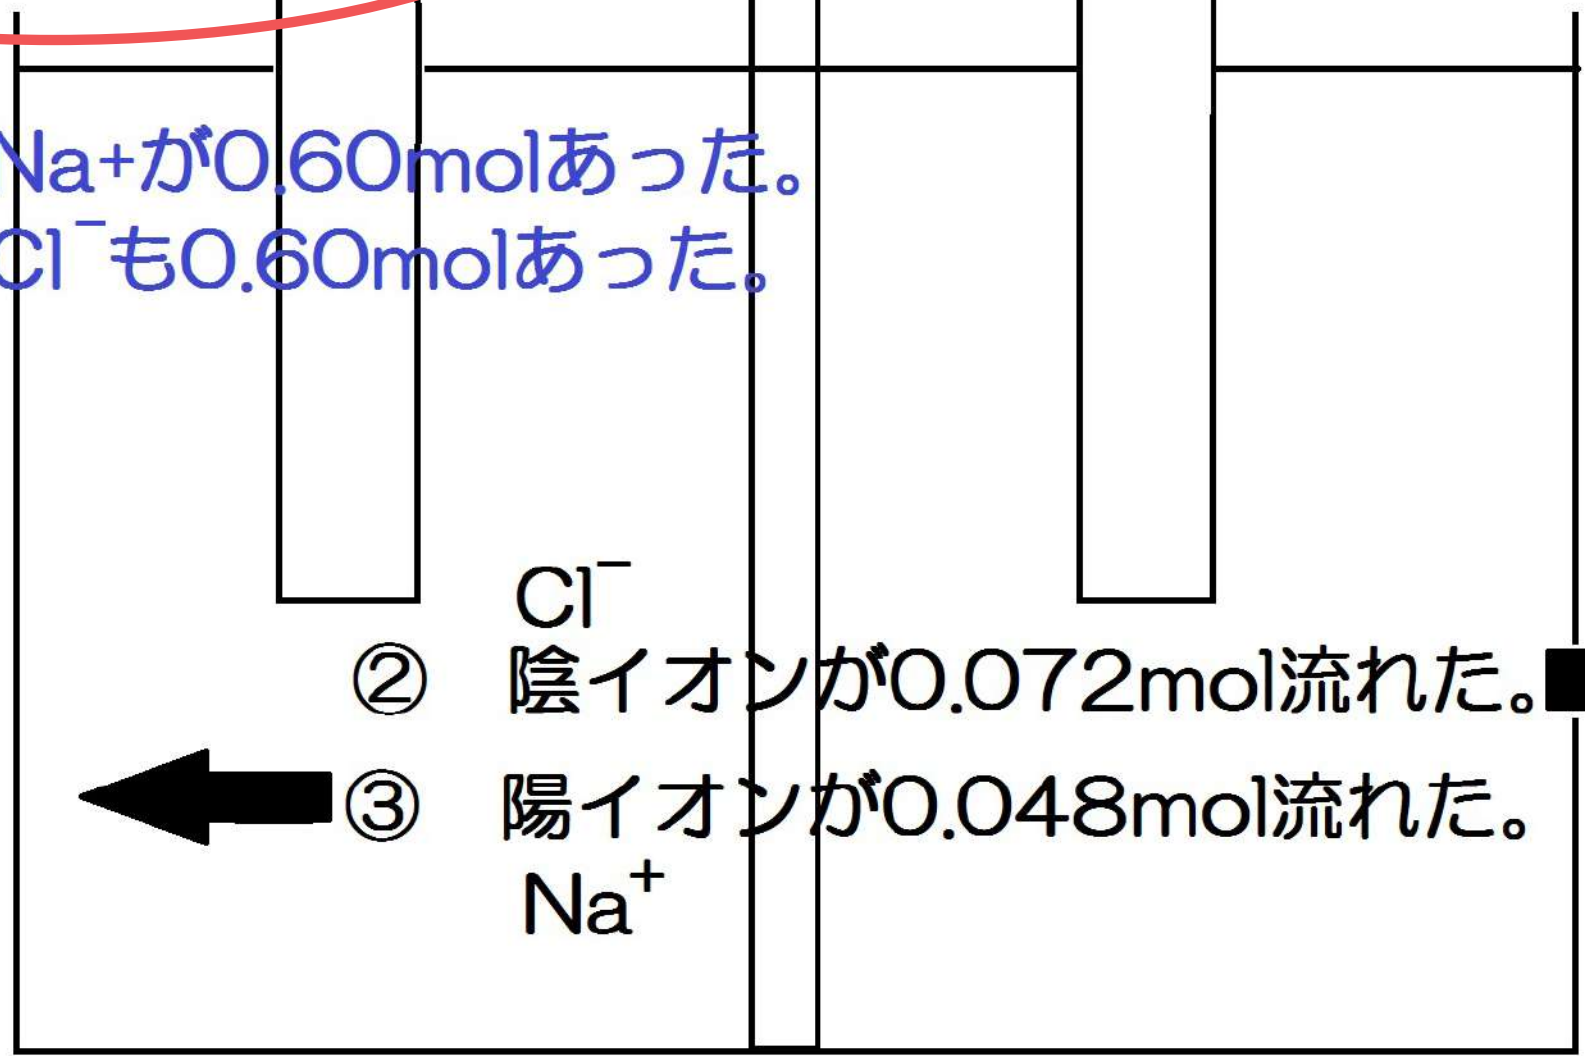 Na+が0.60molあった。
Cl⁻も0.60molあった。
Cl⁻
② 陰イオンが0.072mol流れた。
③ 陽イオンが0.048mol流れた。
Na⁺